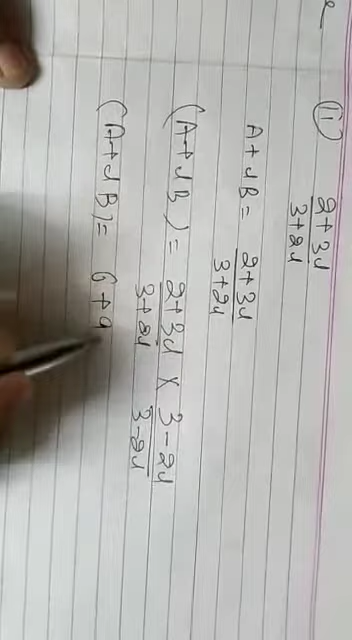 (ii) 2+3i / 3+2i
A+iB = 2+3i / 3+2i
(A+iB) = 2+3i / 3+2i × 3-2i / 3-2i
(A+iB) = 6+9